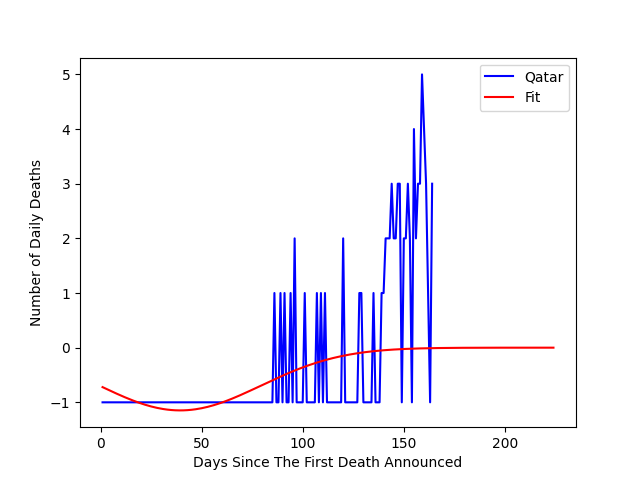 Qatar
Fit
5
4
3
2
1
0
−1
Number of Daily Deaths
0 50 100 150 200
Days Since The First Death Announced